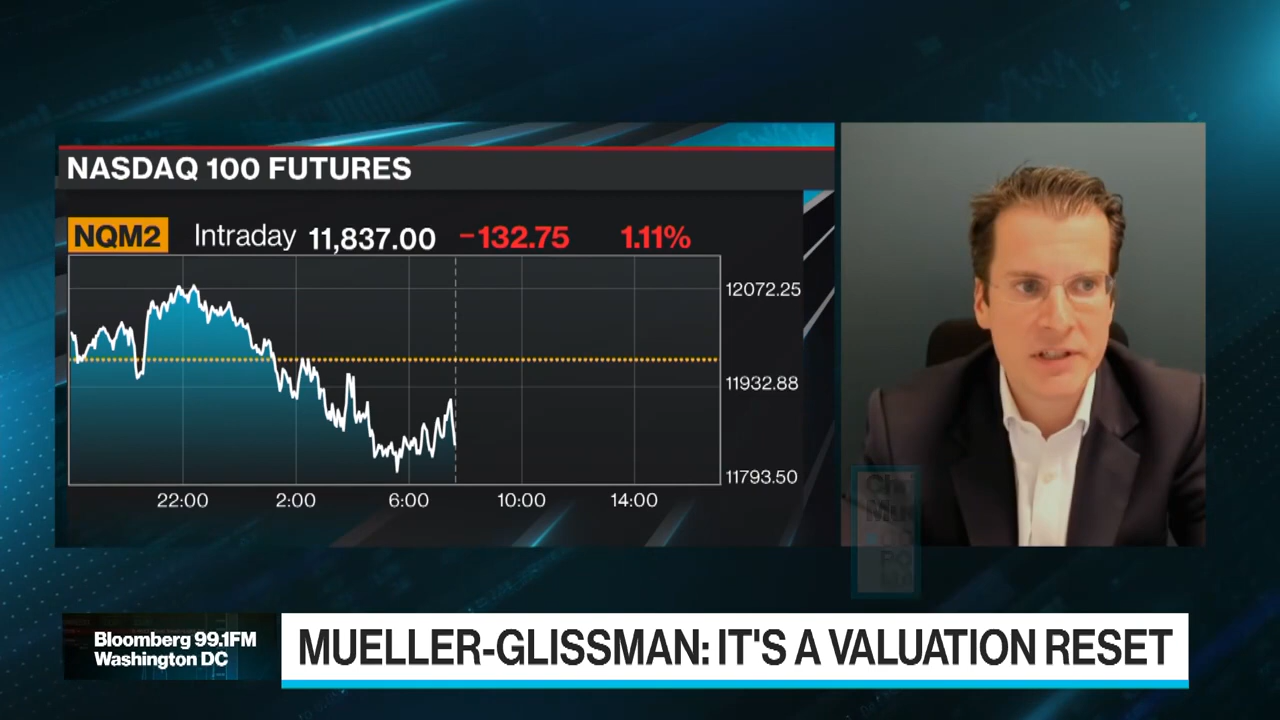 NASDAQ 100 FUTURES
NQM2 Intraday 11,837.00 −132.75 1.11%
12072.25
11932.88
11793.50
22:00 2:00 6:00 10:00 14:00
Bloomberg 99.1FM
Washington DC
MUELLER-GLISSMAN: IT'S A VALUATION RESET